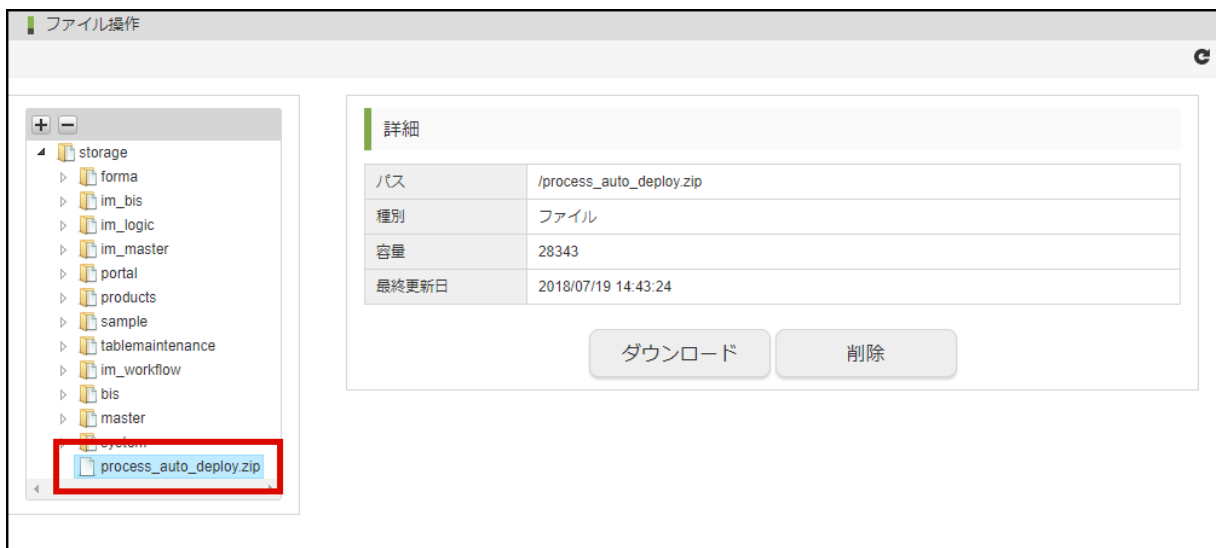 ファイル操作
storage
forma
im_bis
im_logic
im_master
portal
products
sample
tablemaintenance
im_workflow
bis
master
system
process_auto_deploy.zip
詳細
パス /process_auto_deploy.zip
種別 ファイル
容量 28343
最終更新日 2018/07/19 14:43:24
ダウンロード 削除